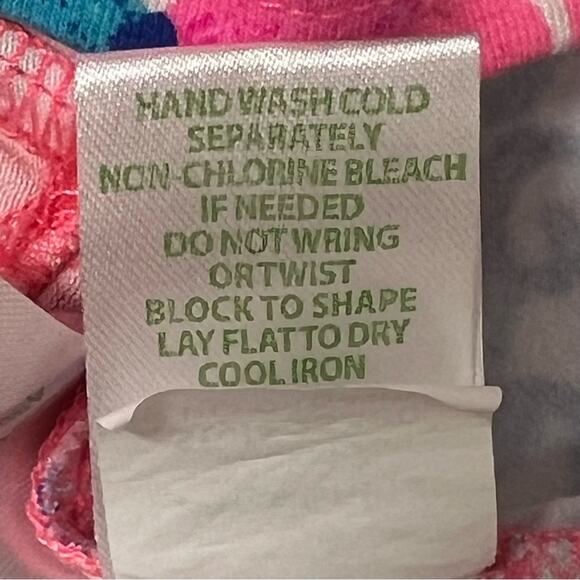 HAND WASH COLD
SEPARATELY
NON-CHLORINE BLEACH
IF NEEDED
DO NOT WRING
OR TWIST
BLOCK TO SHAPE
LAY FLAT TO DRY
COOL IRON